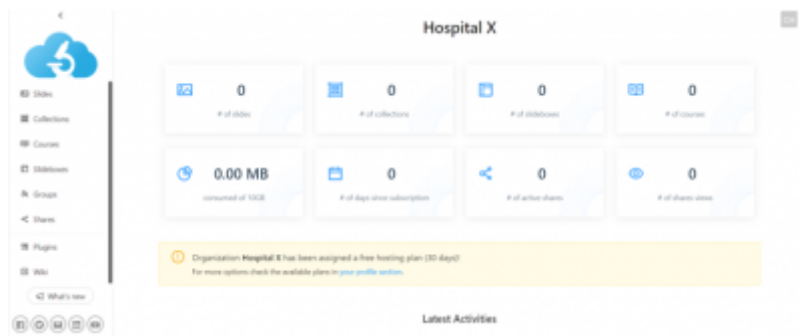 Hospital X
Slides
Collections
Courses
Slideboxes
Groups
Shares
Plugins
Wiki
What's new
0
# of slides
0
# of collections
0
# of slideboxes
0
# of courses
0.00 MB
consumed of 10GB
0
# of days since subscription
0
# of active shares
0
# of shares views
Organization Hospital X has been assigned a free hosting plan (30 days)!
For more options check the available plans in your profile section.
Latest Activities